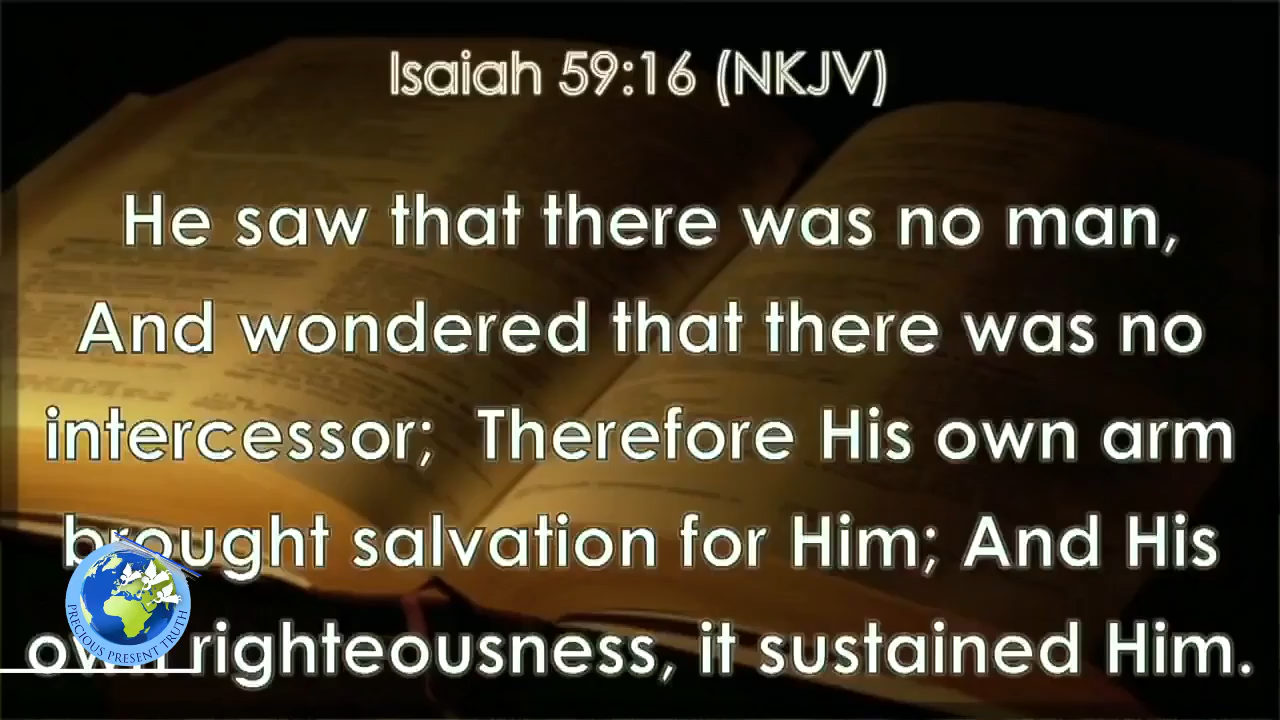 Isaiah 59:16 (NKJV)
He saw that there was no man,
And wondered that there was no
intercessor; Therefore His own arm
brought salvation for Him; And His
own righteousness, it sustained Him.
PRECIOUS PRESENT TRUTH